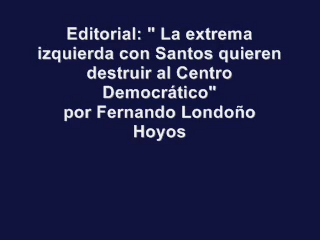 Editorial: " La extrema
izquierda con Santos quieren
destruir al Centro
Democrático"
por Fernando Londoño
Hoyos